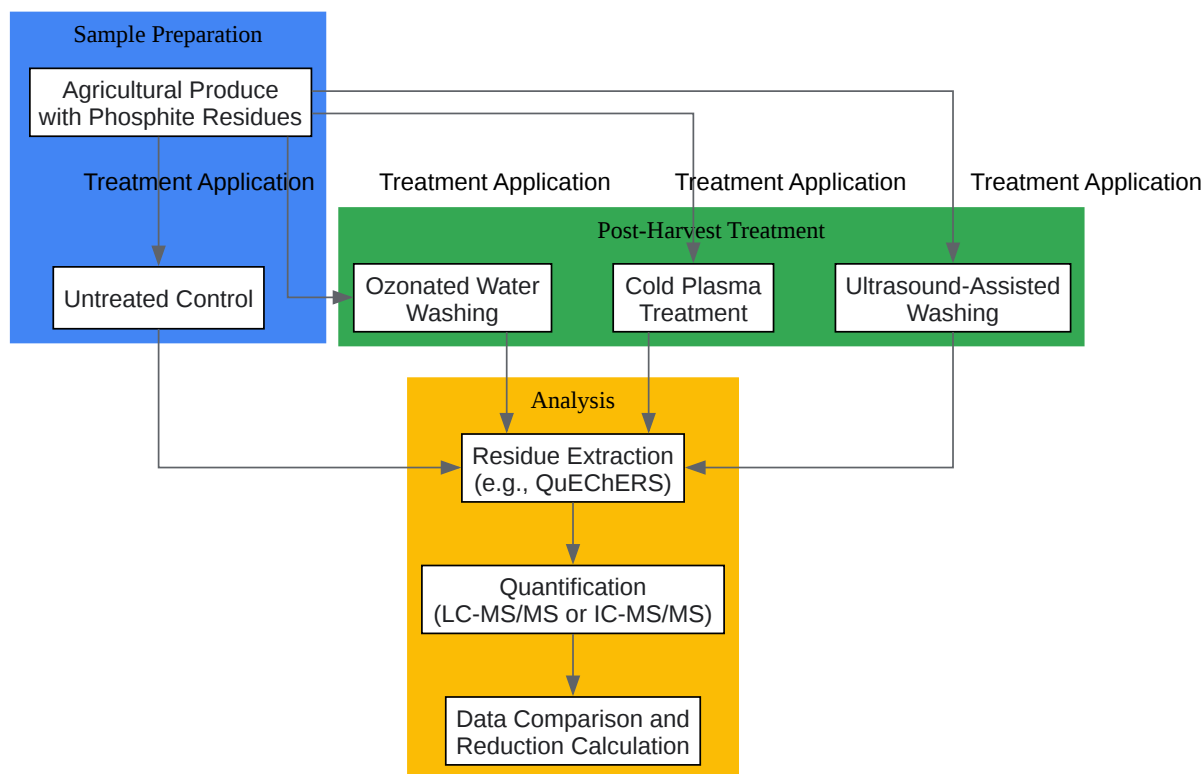 Sample Preparation
Agricultural Produce
with Phosphite Residues
Treatment Application
Treatment Application
Treatment Application
Treatment Application
Post-Harvest Treatment
Untreated Control
Ozonated Water
Washing
Cold Plasma
Treatment
Ultrasound-Assisted
Washing
Analysis
Residue Extraction
(e.g., QuEChERS)
Quantification
(LC-MS/MS or IC-MS/MS)
Data Comparison and
Reduction Calculation